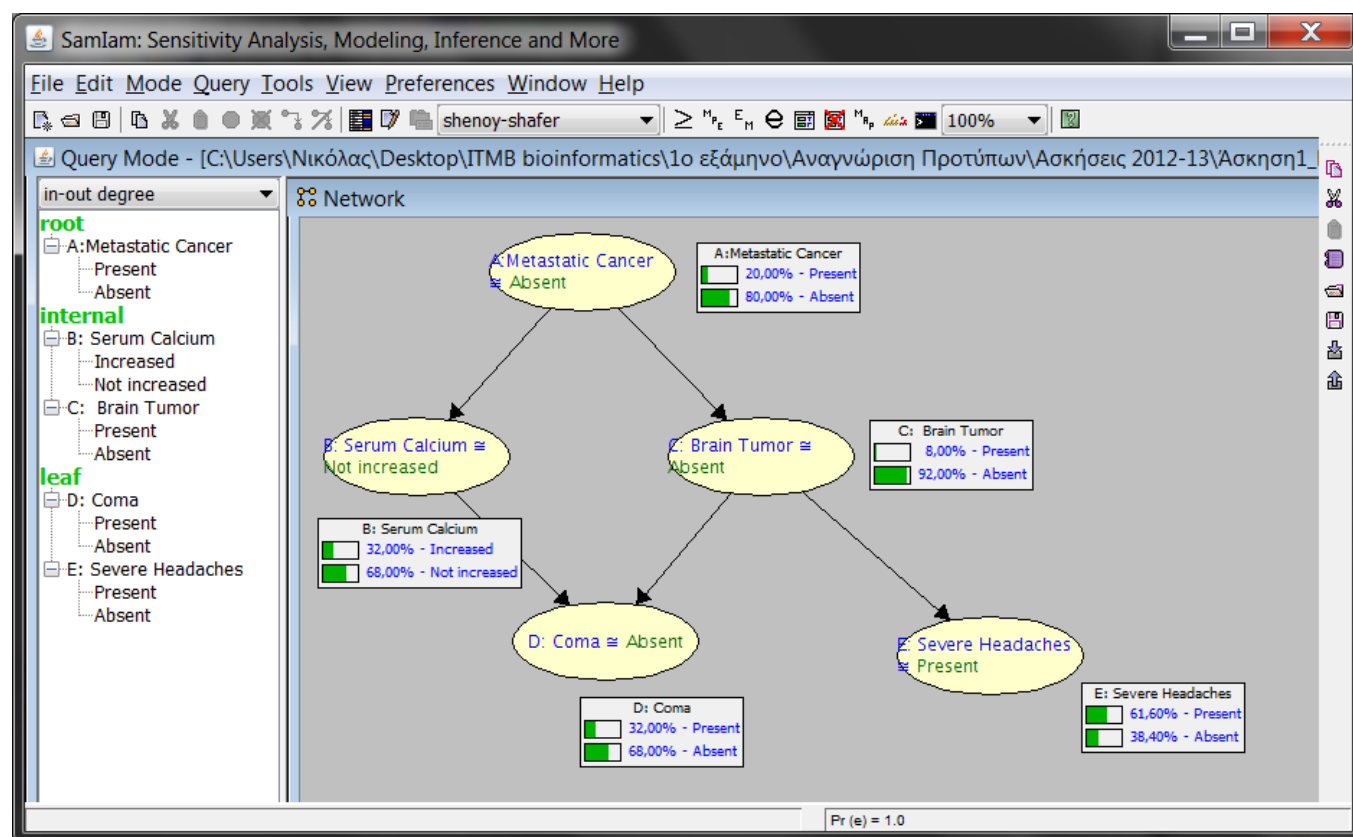 SamIam: Sensitivity Analysis, Modeling, Inference and More
File Edit Mode Query Tools View Preferences Window Help
shenoy-shafer
100%
Query Mode - [C:\Users\Νικόλας\Desktop\ITMB bioinformatics\1ο εξάμηνο\Αναγνώριση Προτύπων\Ασκήσεις 2012-13\Άσκηση1_
in-out degree
root
A:Metastatic Cancer
Present
Absent
internal
B: Serum Calcium
Increased
Not increased
C: Brain Tumor
Present
Absent
leaf
D: Coma
Present
Absent
E: Severe Headaches
Present
Absent
Network
A:Metastatic Cancer
≅ Absent
A:Metastatic Cancer
20,00% - Present
80,00% - Absent
B: Serum Calcium ≅
Not increased
C: Brain Tumor ≅
Absent
C: Brain Tumor
8,00% - Present
92,00% - Absent
B: Serum Calcium
32,00% - Increased
68,00% - Not increased
D: Coma ≅ Absent
E: Severe Headaches
≅ Present
D: Coma
32,00% - Present
68,00% - Absent
E: Severe Headaches
61,60% - Present
38,40% - Absent
Pr (e) = 1.0